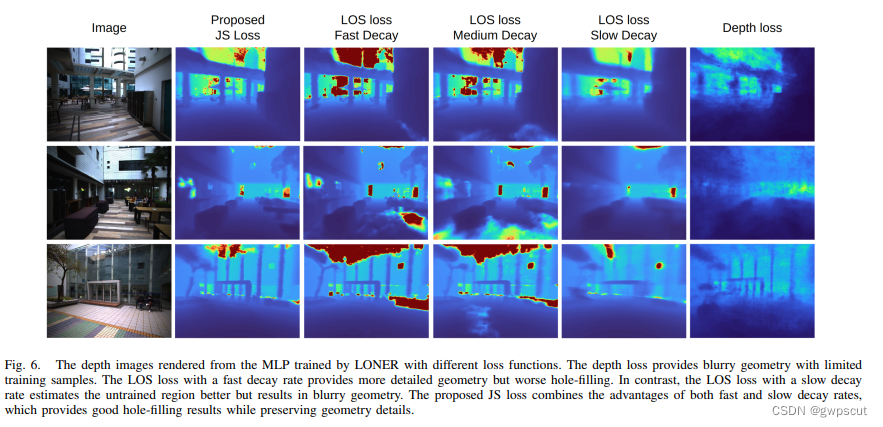 Image
Proposed
JS Loss
LOS loss
Fast Decay
LOS loss
Medium Decay
LOS loss
Slow Decay
Depth loss
Fig. 6. The depth images rendered from the MLP trained by LONER with different loss functions. The depth loss provides blurry geometry with limited
training samples. The LOS loss with a fast decay rate provides more detailed geometry but worse hole-filling. In contrast, the LOS loss with a slow decay
rate estimates the untrained region better but results in blurry geometry. The proposed JS loss combines the advantages of both fast and slow decay rates,
which provides good hole-filling results while preserving geometry details.
CSDN @gwpscut